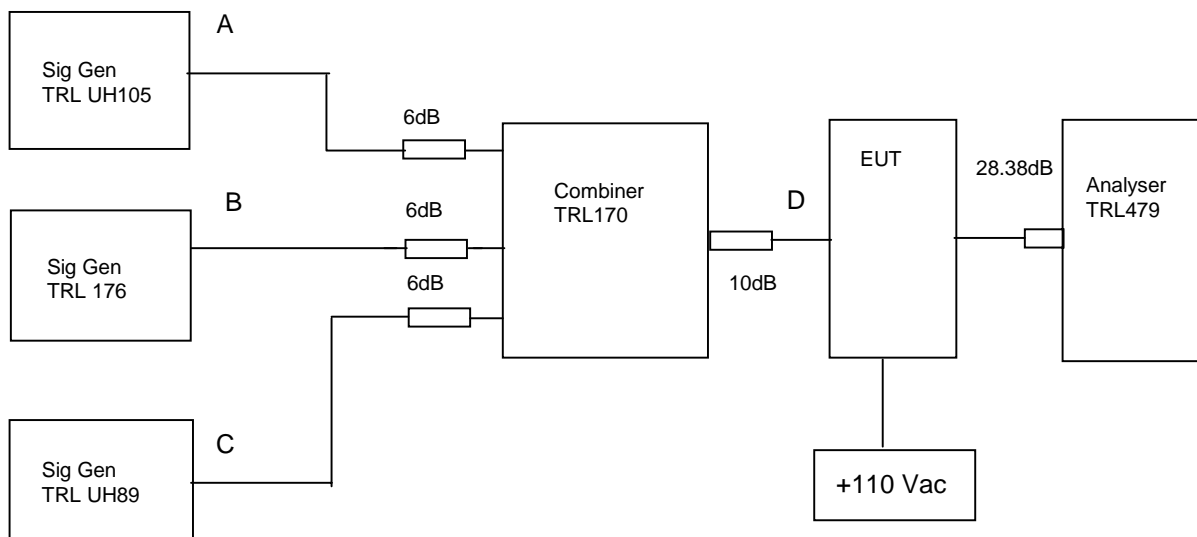 A
Sig Gen
TRL UH105
6dB
B
Sig Gen
TRL 176
6dB
6dB
C
Sig Gen
TRL UH89
Combiner
TRL170
10dB
D
EUT
+110 Vac
28.38dB
Analyser
TRL479